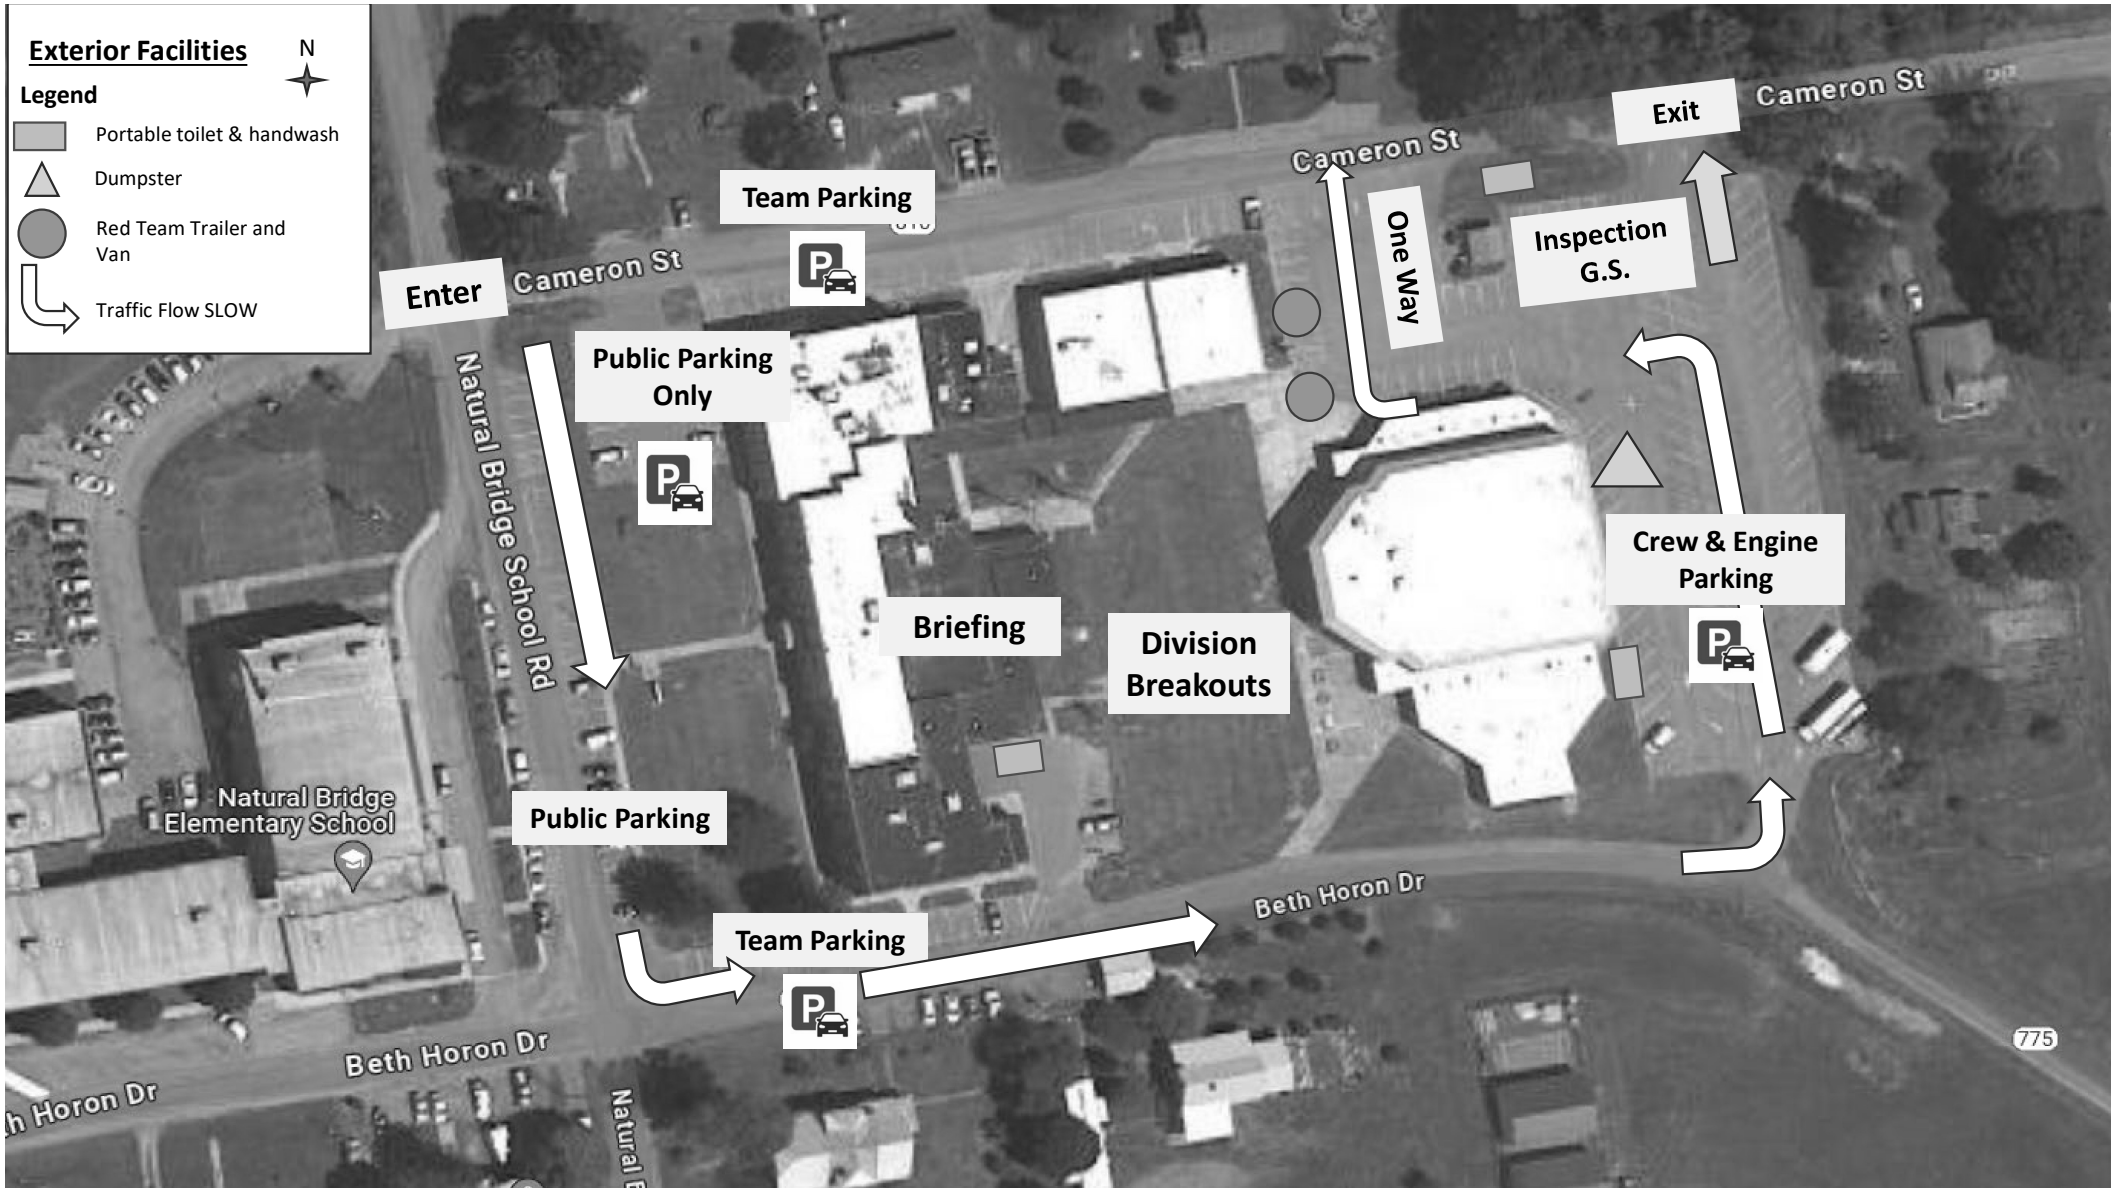 Exterior Facilities
N
Legend
Portable toilet & handwash
Dumpster
Red Team Trailer and
Van
Traffic Flow SLOW
Cameron St
Exit
Cameron St
Team Parking
P
One Way
Inspection
G.S.
Enter
Cameron St
Public Parking
Only
P
Natural Bridge School Rd
Crew & Engine
Parking
P
Briefing
Division
Breakouts
Natural Bridge
Elementary School
Public Parking
Beth Horon Dr
Team Parking
P
Beth Horon Dr
775
Horon Dr
Natural